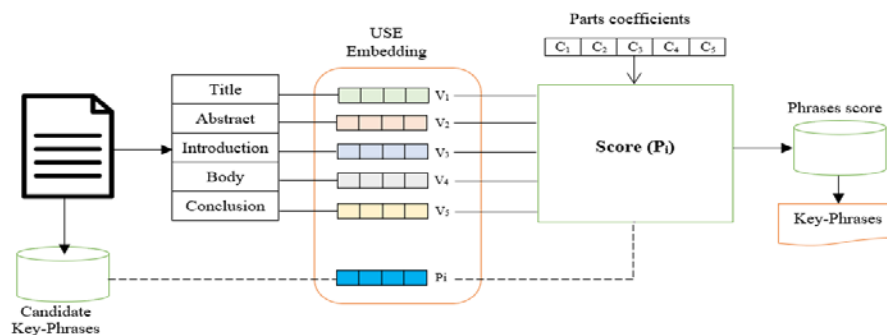 Parts coefficients
C1 C2 C3 C4 C5
USE
Embedding
Title
V1
Abstract
V2
Introduction
V3
Body
V4
Conclusion
V5
Score (Pi)
Phrases score
Key-Phrases
Pi
Candidate
Key-Phrases